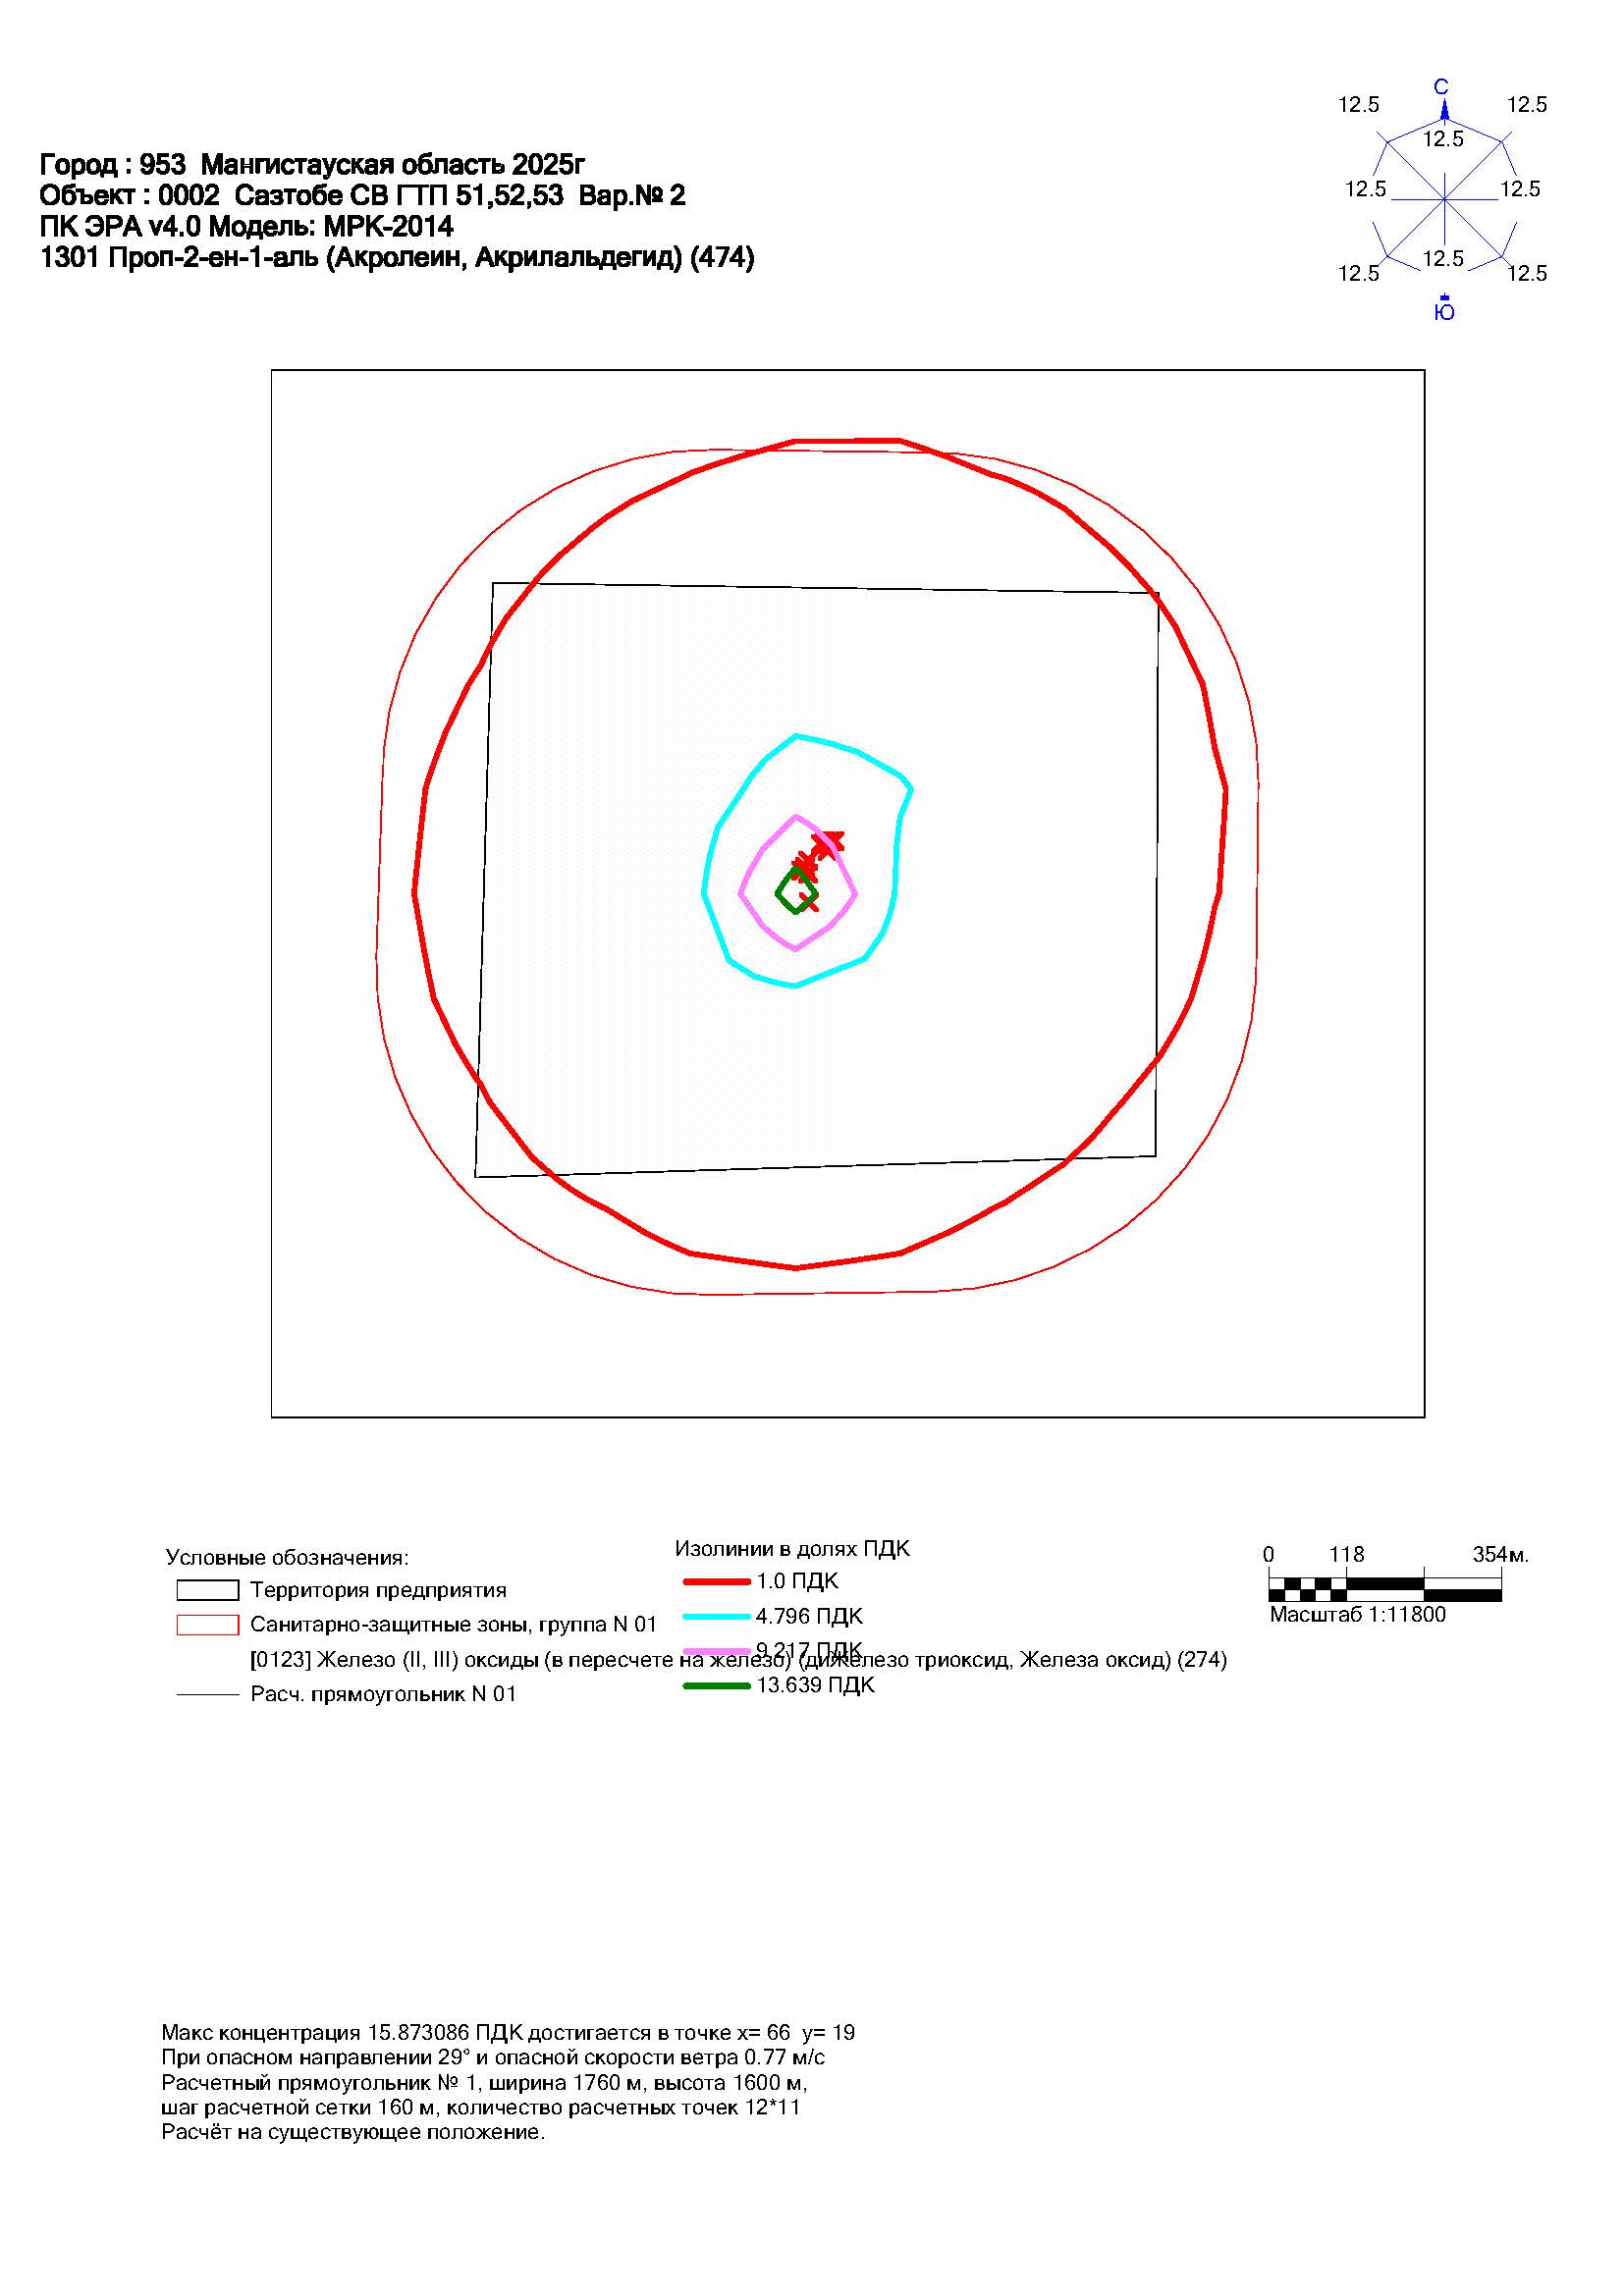 Город : 953 Мангистауская область 2025г
Объект : 0002 Сазтобе СВ ГТП 51,52,53 Вар.№ 2
ПК ЭРА v4.0 Модель: МРК-2014
1301 Проп-2-ен-1-аль (Акролеин, Акрилальдегид) (474)
С
12.5 12.5
12.5
12.5 12.5
12.5
12.5 12.5
Ю
Условные обозначения:
Территория предприятия
Санитарно-защитные зоны, группа N 01
[0123] Железо (II, III) оксиды (в пересчете на железо) (диЖелезо триоксид, Железа оксид) (274)
Расч. прямоугольник N 01
Изолинии в долях ПДК
1.0 ПДК
4.796 ПДК
9.217 ПДК
13.639 ПДК
0 118 354м.
Масштаб 1:11800
Макс концентрация 15.873086 ПДК достигается в точке x= 66 y= 19
При опасном направлении 29° и опасной скорости ветра 0.77 м/с
Расчетный прямоугольник № 1, ширина 1760 м, высота 1600 м,
шаг расчетной сетки 160 м, количество расчетных точек 12*11
Расчёт на существующее положение.